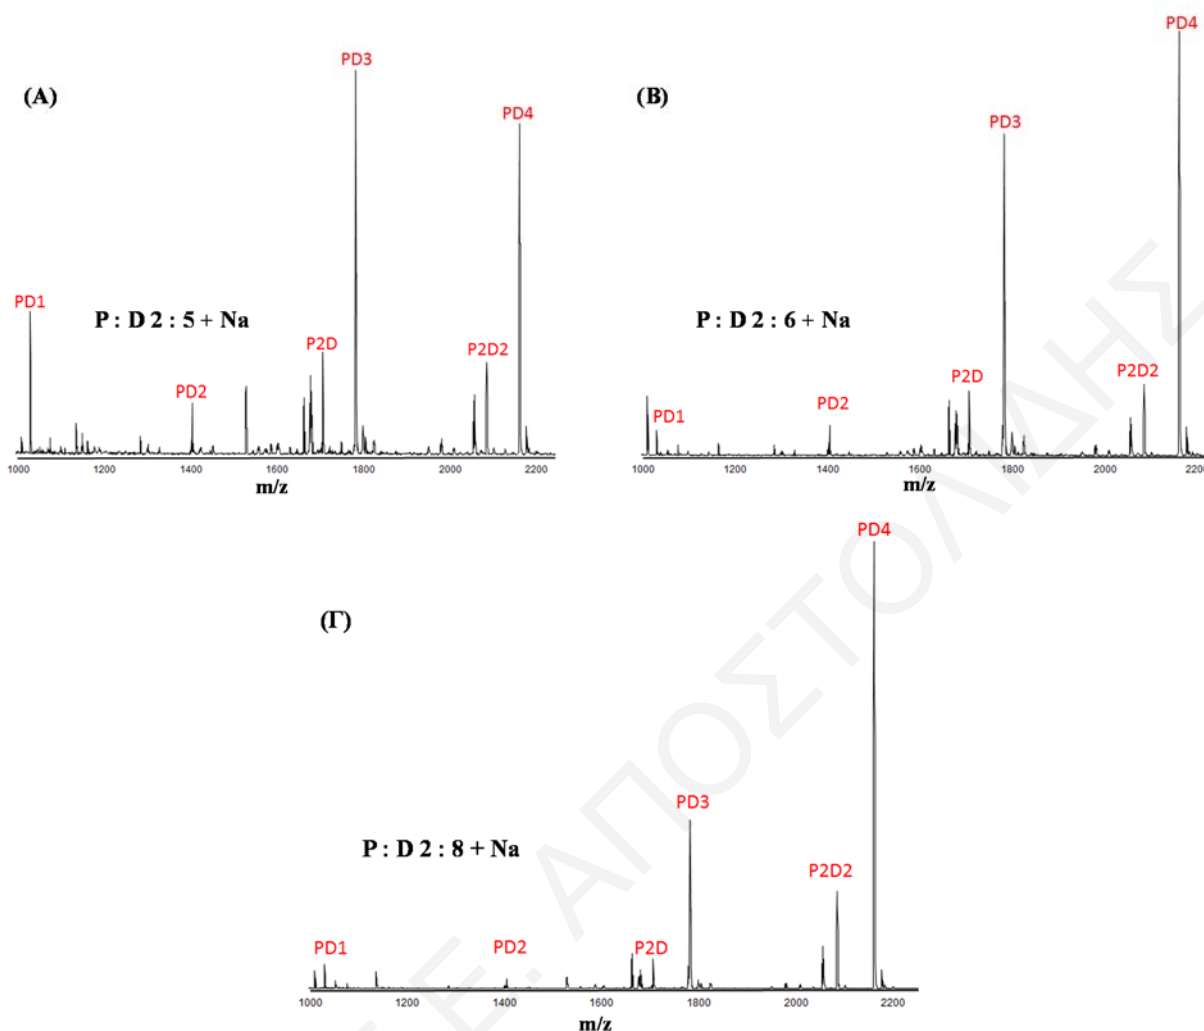 (A)
PD3
PD4
PD1
P : D 2 : 5 + Na
P2D
P2D2
PD2
1000 1200 1400 1600 1800 2000 2200
m/z
(B)
PD4
PD3
P : D 2 : 6 + Na
P2D
P2D2
PD1
PD2
1000 1200 1400 1600 1800 2000 2200
m/z
(Γ)
PD4
PD3
P : D 2 : 8 + Na
P2D2
PD1
PD2
P2D
1000 1200 1400 1600 1800 2000 2200
m/z
Ε. ΑΠΟΣΤΟΛΙΔΗΣ